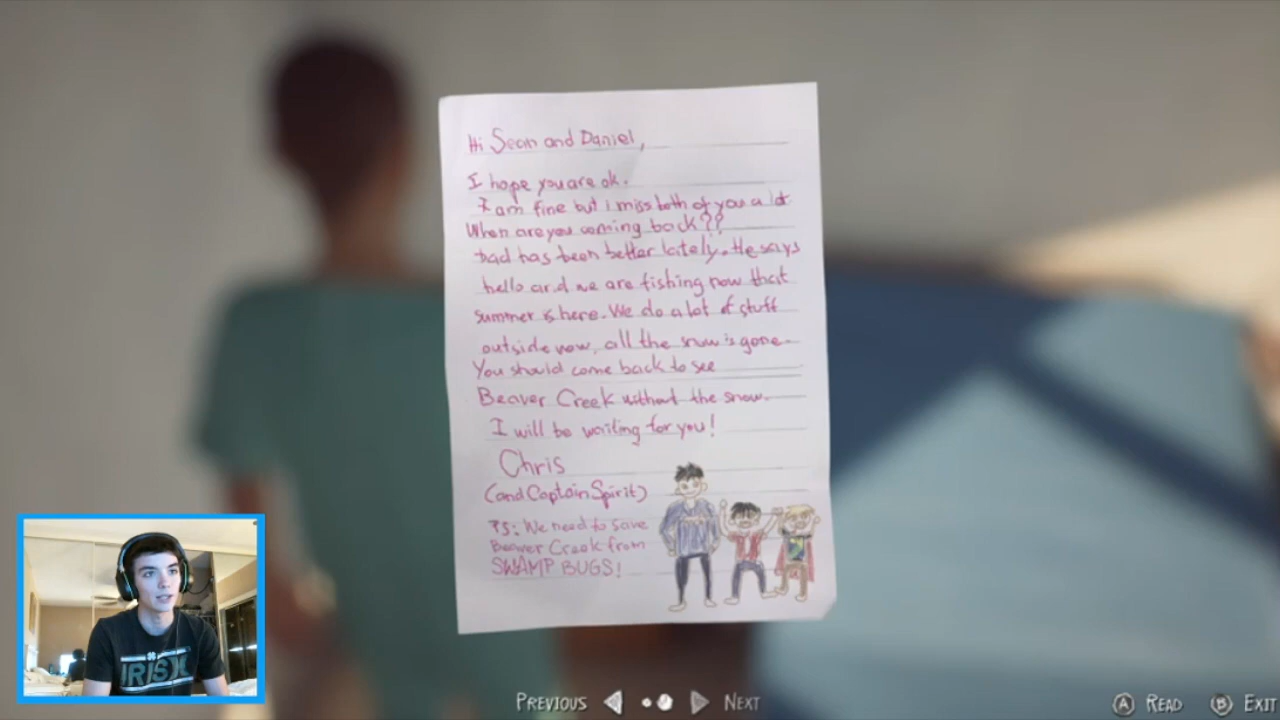 Hi Sean and Daniel,
I hope you are ok.
I am fine but i miss both of you a lot
When are you coming back??
Dad has been better lately. He says
hello and we are fishing now that
summer is here. We do a lot of stuff
outside now, all the snow is gone.
You should come back to see
Beaver Creek without the snow.
I will be waiting for you!
Chris
(and Captain Spirit)
PS: We need to save
Beaver Creek from
SWAMP BUGS!
IRIS
PREVIOUS NEXT
A READ B EXIT